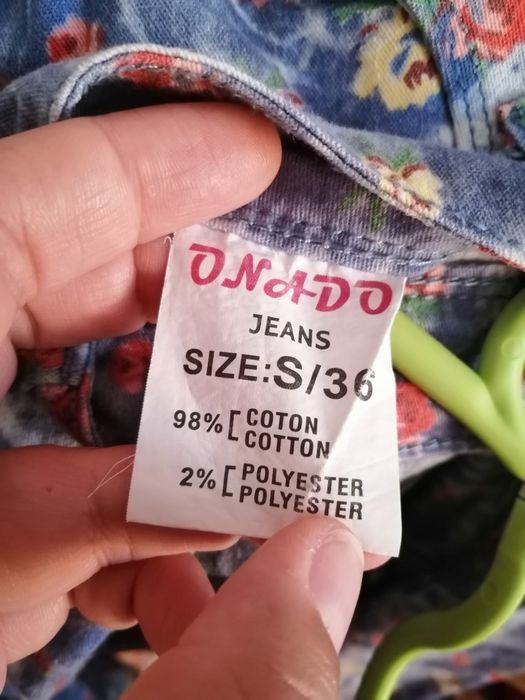 ONADO
JEANS
SIZE:S/36
98% [ COTON
COTTON
2% [ POLYESTER
POLYESTER